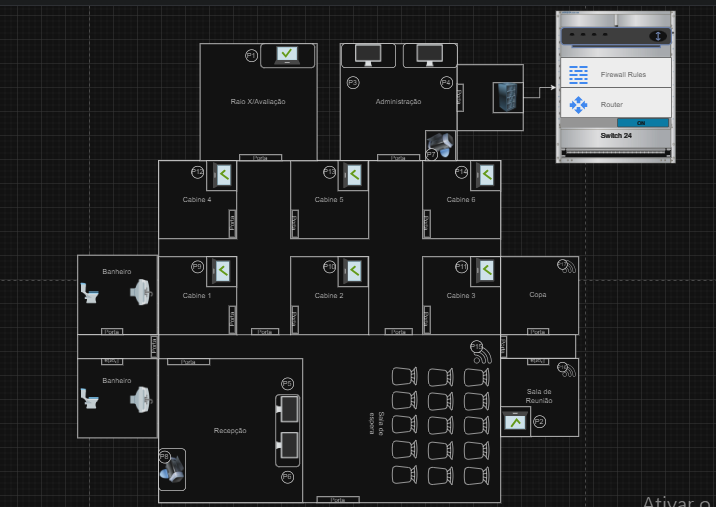 P1
Raio X/Avaliação
Porta
P3
P4
Administração
Porta
P7
Porta
Firewall Rules
Router
ON
Switch 24
P12
Cabine 4
Porta
P13
Cabine 5
Porta
P14
Cabine 6
Porta
Banheiro
Porta
P9
Cabine 1
Porta
P10
Cabine 2
Porta
P11
Cabine 3
Porta
Copa
Porta
Porta
Porta
Porta
Porta
Banheiro
Porta
Porta
P5
Recepção
P6
P8
P15
Sala de
espera
Porta
Porta
Sala de
Reunião
P2
Ativar o